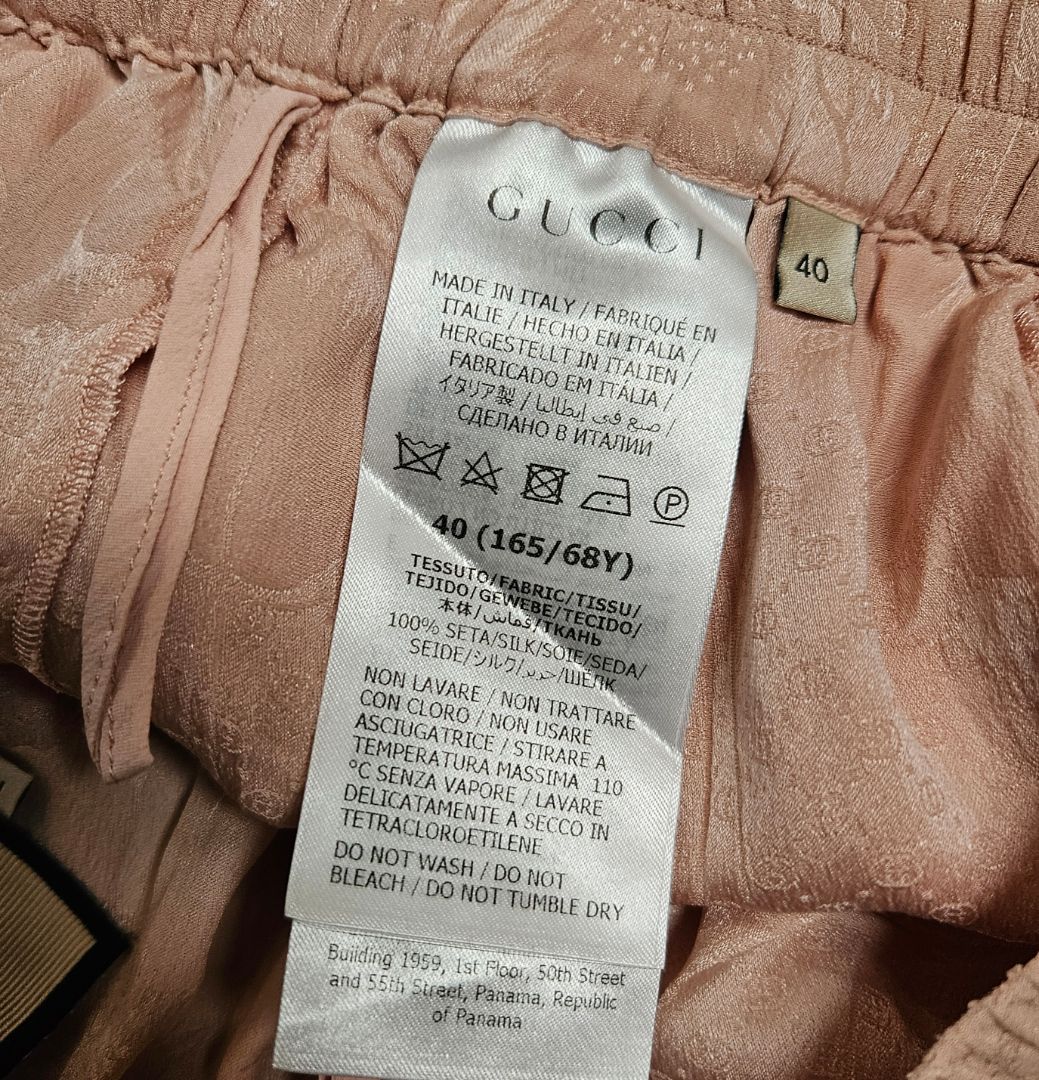 GUCCI
40
MADE IN ITALY / FABRIQUÉ EN
ITALIE / HECHO EN ITALIA /
HERGESTELLT IN ITALIEN /
FABRICADO EM ITÁLIA /
イタリア製 / صنع في إيطاليا /
СДЕЛАНО В ИТАЛИИ
P
40 (165/68Y)
TESSUTO/FABRIC/TISSU/
TEJIDO/GEWEBE/TECIDO/
本体/قماش/ТКАНЬ
100% SETA/SILK/SOIE/SEDA/
SEIDE/シルク/حرير/ШЁЛК
NON LAVARE / NON TRATTARE
CON CLORO / NON USARE
ASCIUGATRICE / STIRARE A
TEMPERATURA MASSIMA 110
°C SENZA VAPORE / LAVARE
DELICATAMENTE A SECCO IN
TETRACLOROETILENE
DO NOT WASH / DO NOT
BLEACH / DO NOT TUMBLE DRY
Building 1959, 1st Floor, 50th Street
and 55th Street, Panama, Republic
of Panama